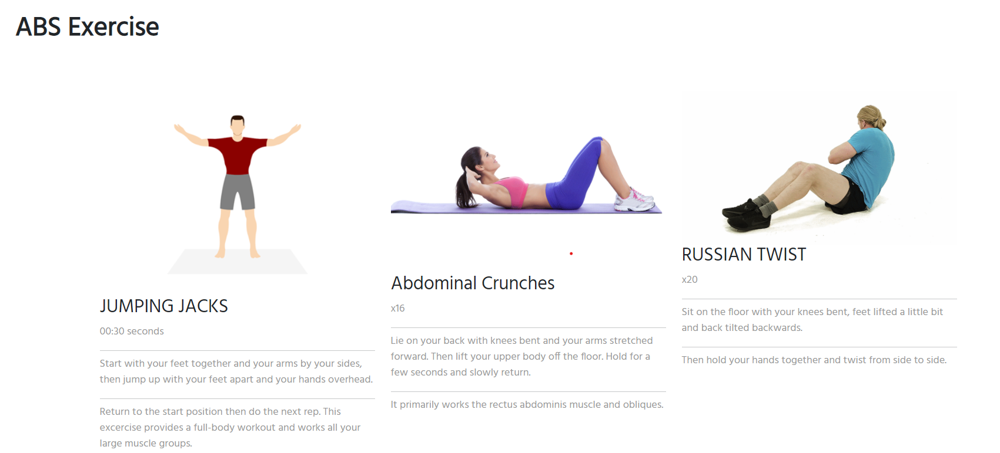 ABS Exercise
JUMPING JACKS
00:30 seconds
Start with your feet together and your arms by your sides,
then jump up with your feet apart and your hands overhead.
Return to the start position then do the next rep. This
excercise provides a full-body workout and works all your
large muscle groups.
Abdominal Crunches
x16
Lie on your back with knees bent and your arms stretched
forward. Then lift your upper body off the floor. Hold for a
few seconds and slowly return.
It primarily works the rectus abdominis muscle and obliques.
RUSSIAN TWIST
x20
Sit on the floor with your knees bent, feet lifted a little bit
and back tilted backwards.
Then hold your hands together and twist from side to side.